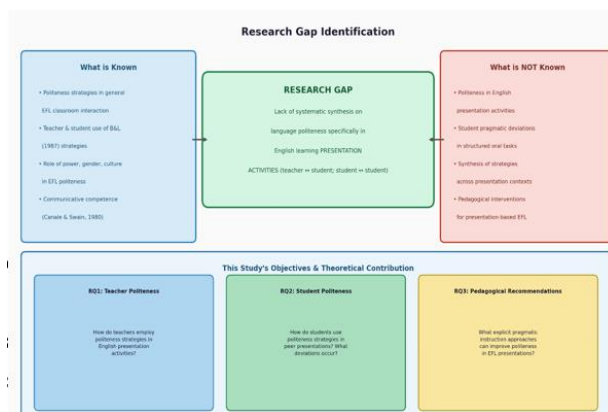 Research Gap Identification
What is Known
• Politeness strategies in general
EFL classroom interaction
• Teacher & student use of B&L
(1987) strategies
• Role of power, gender, culture
in EFL politeness
• Communicative competence
(Canale & Swain, 1980)
RESEARCH GAP
Lack of systematic synthesis on
language politeness specifically in
English learning PRESENTATION
ACTIVITIES (teacher ↔ student; student ↔ student)
What is NOT Known
• Politeness in English
presentation activities
• Student pragmatic deviations
in structured oral tasks
• Synthesis of strategies
across presentation contexts
• Pedagogical interventions
for presentation-based EFL
This Study's Objectives & Theoretical Contribution
RQ1: Teacher Politeness
How do teachers employ
politeness strategies in
English presentation
activities?
RQ2: Student Politeness
How do students use
politeness strategies in
peer presentations? What
deviations occur?
RQ3: Pedagogical Recommendations
What explicit pragmatic
instruction approaches
can improve politeness
in EFL presentations?